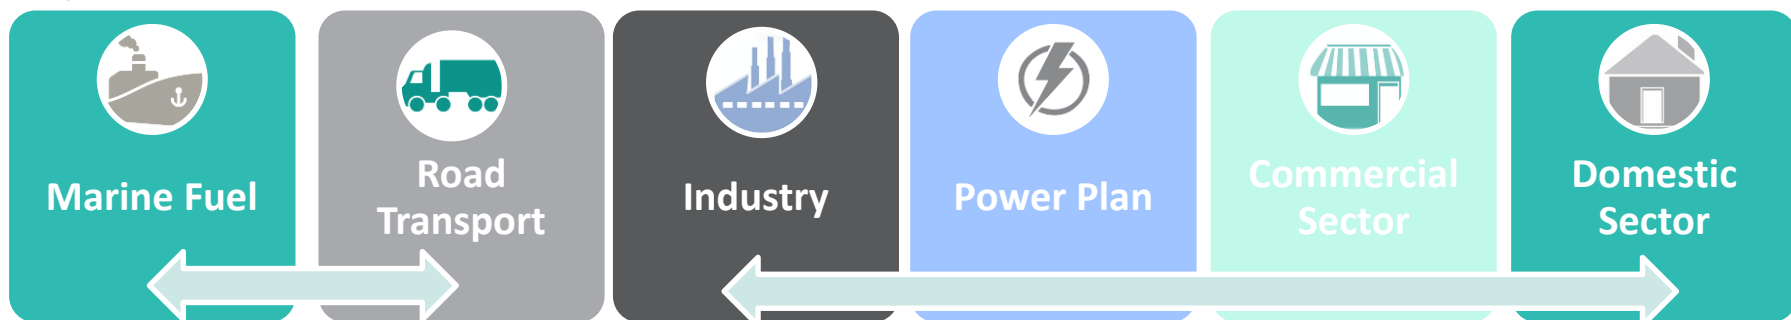 Marine Fuel
Road
Transport
Industry
Power Plan
Commercial
Sector
Domestic
Sector